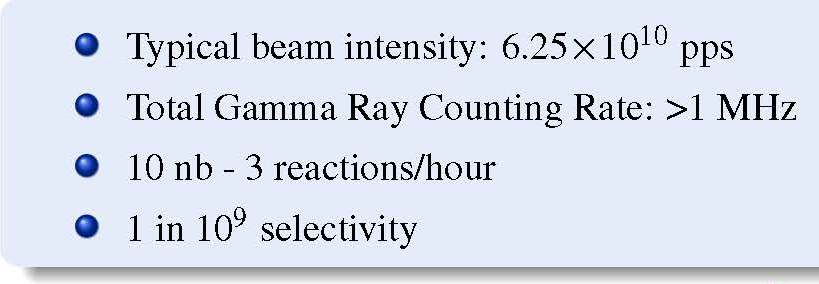 Typical beam intensity: 6.25×10¹⁰ pps
Total Gamma Ray Counting Rate: >1 MHz
10 nb - 3 reactions/hour
1 in 10⁹ selectivity